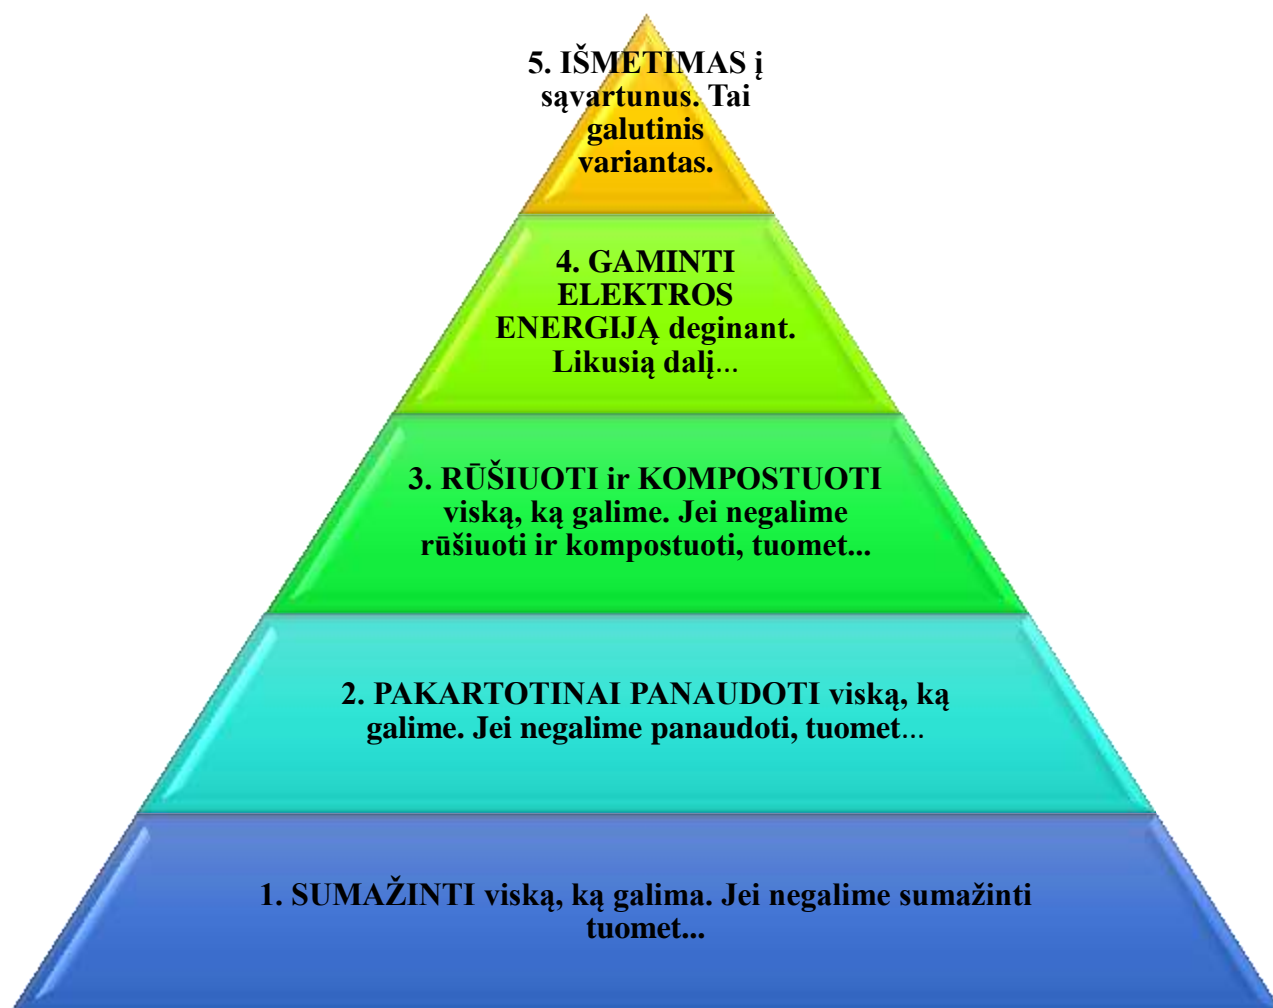 5. IŠMETIMAS į
sąvartunus. Tai
galutinis
variantas.
4. GAMINTI
ELEKTROS
ENERGIJĄ deginant.
Likusią dalį...
3. RŪŠIUOTI ir KOMPOSTUOTI
viską, ką galime. Jei negalime
rūšiuoti ir kompostuoti, tuomet...
2. PAKARTOTINAI PANAUDOTI viską, ką
galime. Jei negalime panaudoti, tuomet...
1. SUMAŽINTI viską, ką galima. Jei negalime sumažinti
tuomet...